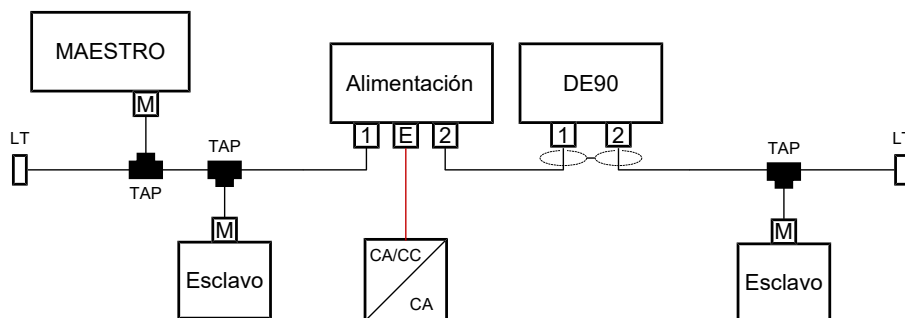 MAESTRO
M
LT
TAP
TAP
M
Esclavo
Alimentación
1 E 2
CA/CC
CA
DE90
1 2
TAP
M
Esclavo
LT